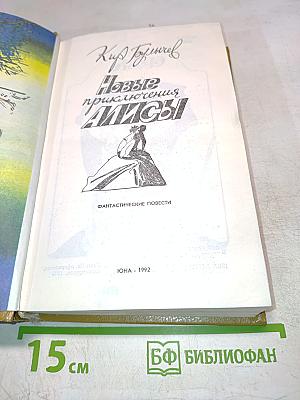 Кир Булычев
Новые
приключения
АЛИСЫ
ФАНТАСТИЧЕСКИЕ ПОВЕСТИ
ЮНА - 1992
15 см
БФ БИБЛИОФАН